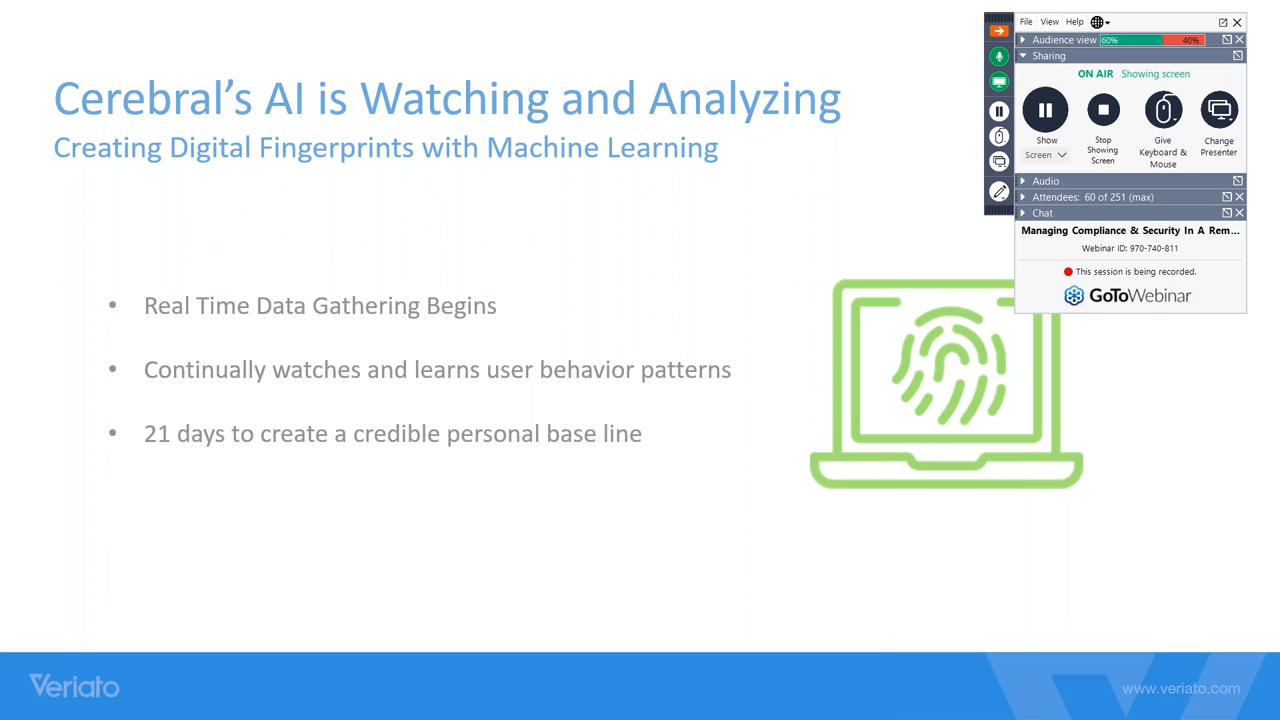 Cerebral’s AI is Watching and Analyzing
Creating Digital Fingerprints with Machine Learning
• Real Time Data Gathering Begins
• Continually watches and learns user behavior patterns
• 21 days to create a credible personal base line
File View Help
Audience view 60% 40%
Sharing
ON AIR Showing screen
Show
Screen
Stop
Showing
Screen
Give
Keyboard &
Mouse
Change
Presenter
Audio
Attendees: 60 of 251 (max)
Chat
Managing Compliance & Security In A Rem...
Webinar ID: 970-740-811
This session is being recorded.
GoToWebinar
Veriato
www.veriato.com